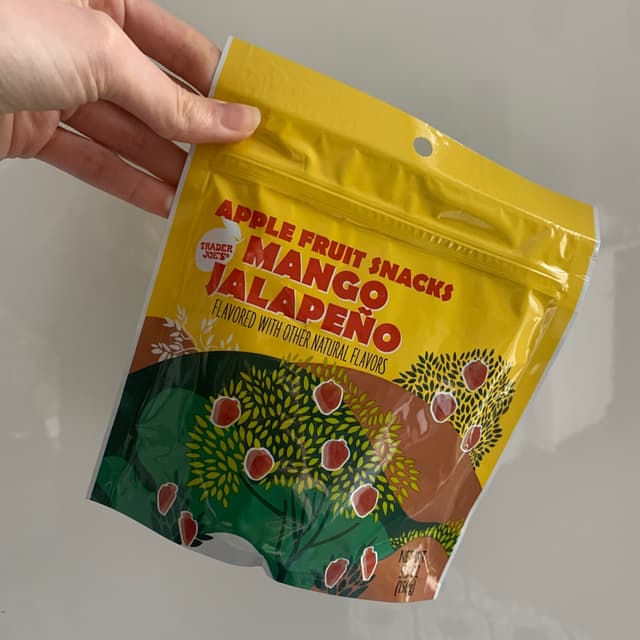 APPLE FRUIT SNACKS
TRADER
JOE'S
MANGO
JALAPEÑO
FLAVORED WITH OTHER NATURAL FLAVORS